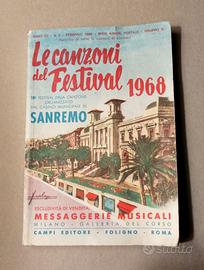 Le canzoni
del Festival 1968
18° FESTIVAL DELLA CANZONE
ORGANIZZATO
DAL CASINO MUNICIPALE DI
SANREMO
ESCLUSIVITÀ DI VENDITA
MESSAGGERIE MUSICALI
MILANO - GALLERIA DEL CORSO
CAMPI EDITORE - FOLIGNO - ROMA